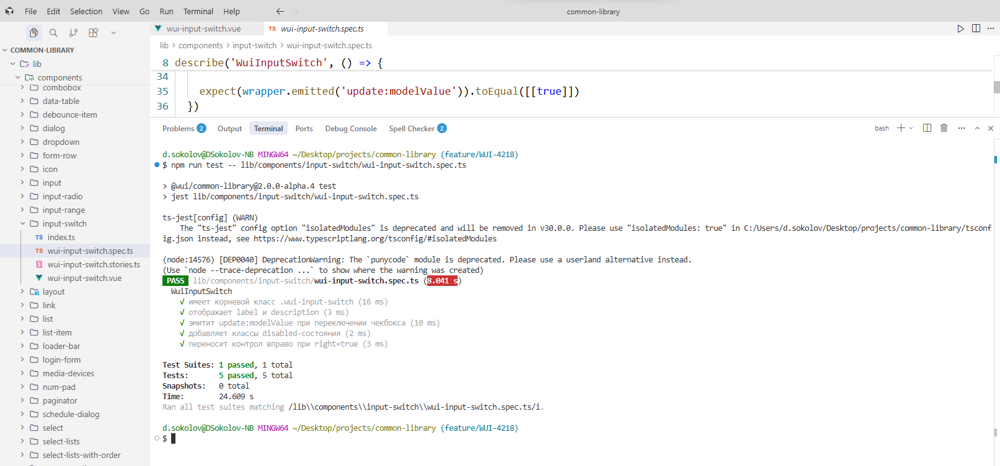 File Edit Selection View Go Run Terminal Help
common-library
wui-input-switch.vue
TS wui-input-switch.spec.ts
COMMON-LIBRARY
lib
components
combobox
data-table
debounce-item
dialog
dropdown
form-row
icon
input
input-radio
input-range
input-switch
TS index.ts
TS wui-input-switch.spec.ts
wui-input-switch.stories.ts
wui-input-switch.vue
layout
link
list
list-item
loader-bar
login-form
media-devices
num-pad
paginator
schedule-dialog
select
select-lists
select-lists-with-order
lib > components > input-switch > wui-input-switch.spec.ts
8 describe('WuiInputSwitch', () => {
34
35 expect(wrapper.emitted('update:modelValue')).toEqual([[true]])
36 })
Problems 2 Output Terminal Ports Debug Console Spell Checker 2
bash
d.sokolov@DSokolov-NB MINGW64 ~/Desktop/projects/common-library (feature/WUI-4218)
$ npm run test -- lib/components/input-switch/wui-input-switch.spec.ts
> @wui/common-library@2.0.0-alpha.4 test
> jest lib/components/input-switch/wui-input-switch.spec.ts
ts-jest[config] (WARN)
The "ts-jest" config option "isolatedModules" is deprecated and will be removed in v30.0.0. Please use "isolatedModules: true" in C:/Users/d.sokolov/Desktop/projects/common-library/tsconf
ig.json instead, see https://www.typescriptlang.org/tsconfig/#isolatedModules
(node:14576) [DEP0040] DeprecationWarning: The `punycode` module is deprecated. Please use a userland alternative instead.
(Use `node --trace-deprecation ...` to show where the warning was created)
PASS lib/components/input-switch/wui-input-switch.spec.ts (8.041 s)
WuiInputSwitch
√ имеет корневой класс .wui-input-switch (16 ms)
√ отображает label и description (3 ms)
√ эмитит update:modelValue при переключении чекбокса (10 ms)
√ добавляет классы disabled-состояния (2 ms)
√ переносит контрол вправо при right=true (3 ms)
Test Suites: 1 passed, 1 total
Tests: 5 passed, 5 total
Snapshots: 0 total
Time: 24.609 s
Ran all test suites matching /lib\\components\\input-switch\\wui-input-switch.spec.ts/i.
d.sokolov@DSokolov-NB MINGW64 ~/Desktop/projects/common-library (feature/WUI-4218)
$